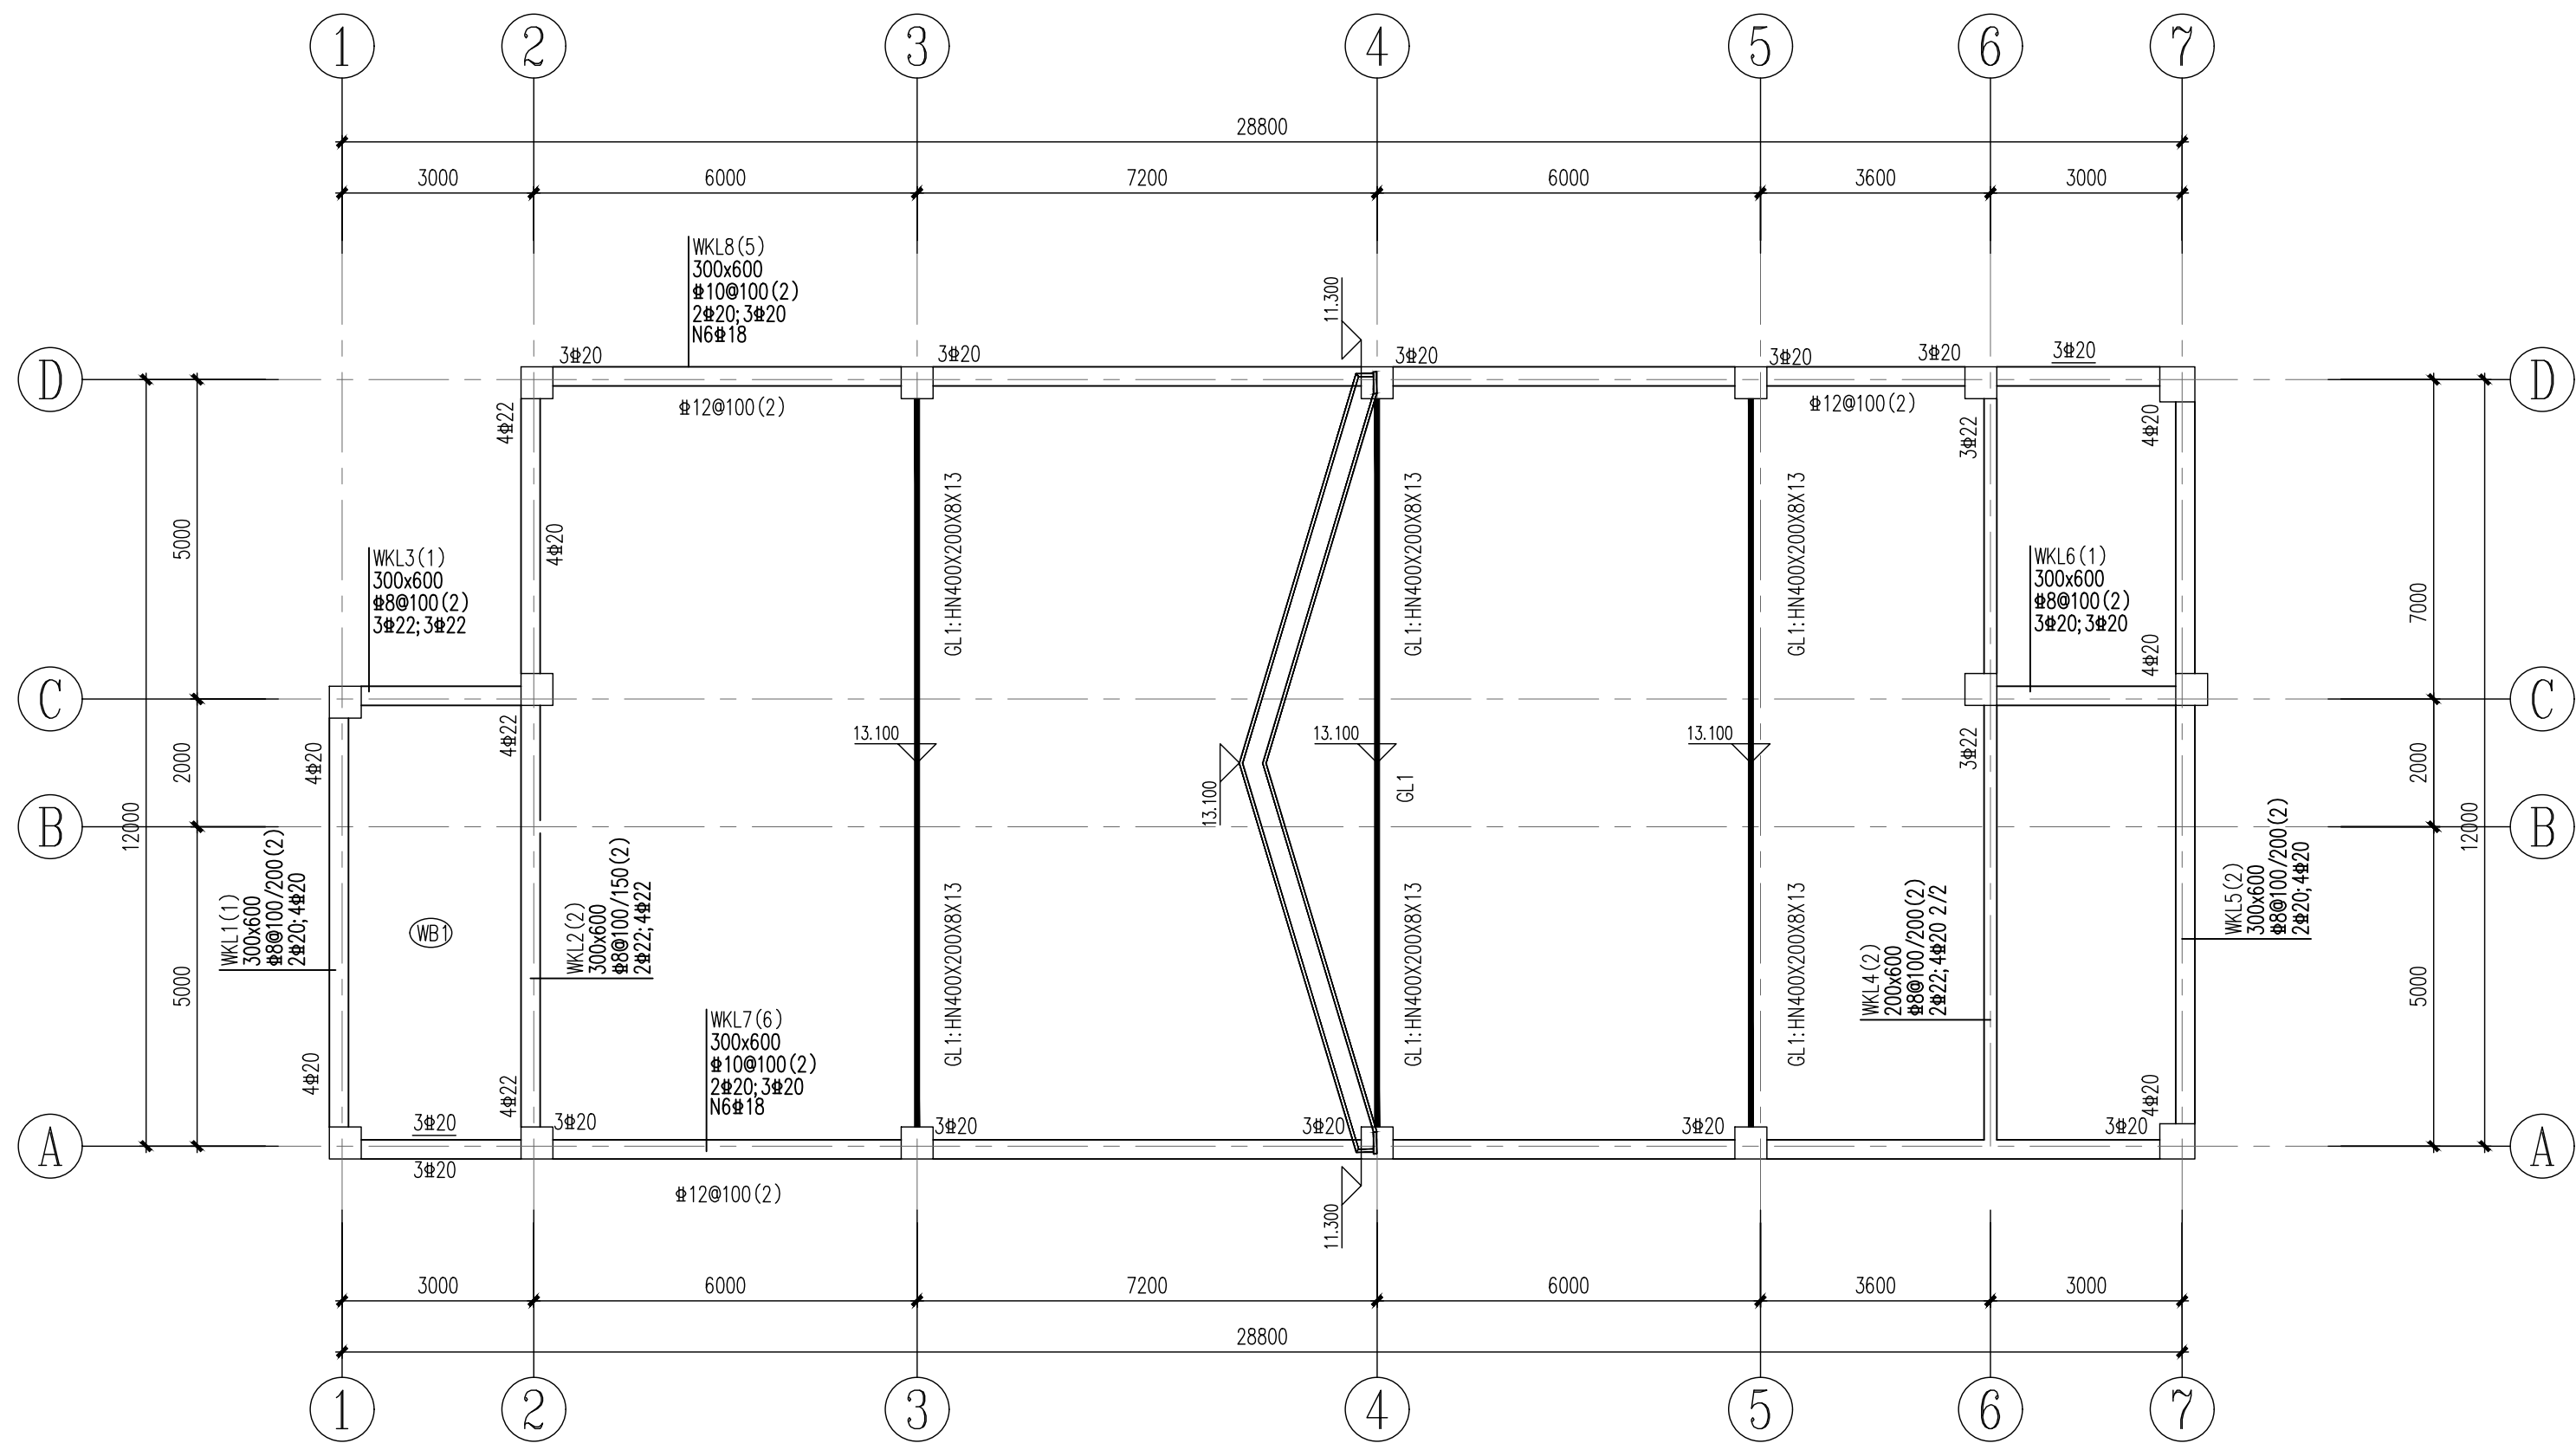 1 2 3 4 5 6 7
28800
3000 6000 7200 6000 3600 3000
WKL8(5)
300x600
⌀10@100(2)
2⌀20;3⌀20
N6⌀18
11.300
3⌀20 3⌀20 3⌀20 3⌀20 3⌀20 3⌀20
D D
⌀12@100(2) ⌀12@100(2)
4⌀22 3⌀22 4⌀20
GL1:HN400X200X8X13 GL1:HN400X200X8X13 GL1:HN400X200X8X13
4⌀20
5000 7000
WKL3(1)
300x600
⌀8@100(2)
3⌀22;3⌀22
WKL6(1)
300x600
⌀8@100(2)
3⌀20;3⌀20
4⌀20
C C
4⌀20 4⌀22 3⌀22
13.100 13.100 13.100
13.100
GL1
2000 2000
B B
12000 12000
WKL1(1)
300x600
⌀8@100/200(2)
2⌀20;4⌀20
WB1
WKL2(2)
300x600
⌀8@100/150(2)
2⌀22;4⌀22
GL1:HN400X200X8X13 GL1:HN400X200X8X13 GL1:HN400X200X8X13
WKL4(2)
200x600
⌀8@100/200(2)
2⌀22;4⌀20 2/2
WKL5(2)
300x600
⌀8@100/200(2)
2⌀20;4⌀20
5000 5000
WKL7(6)
300x600
⌀10@100(2)
2⌀20;3⌀20
N6⌀18
4⌀20 4⌀22 4⌀20
3⌀20 3⌀20 3⌀20 3⌀20 3⌀20 3⌀20
A A
3⌀20
⌀12@100(2)
11.300
3000 6000 7200 6000 3600 3000
28800
1 2 3 4 5 6 7